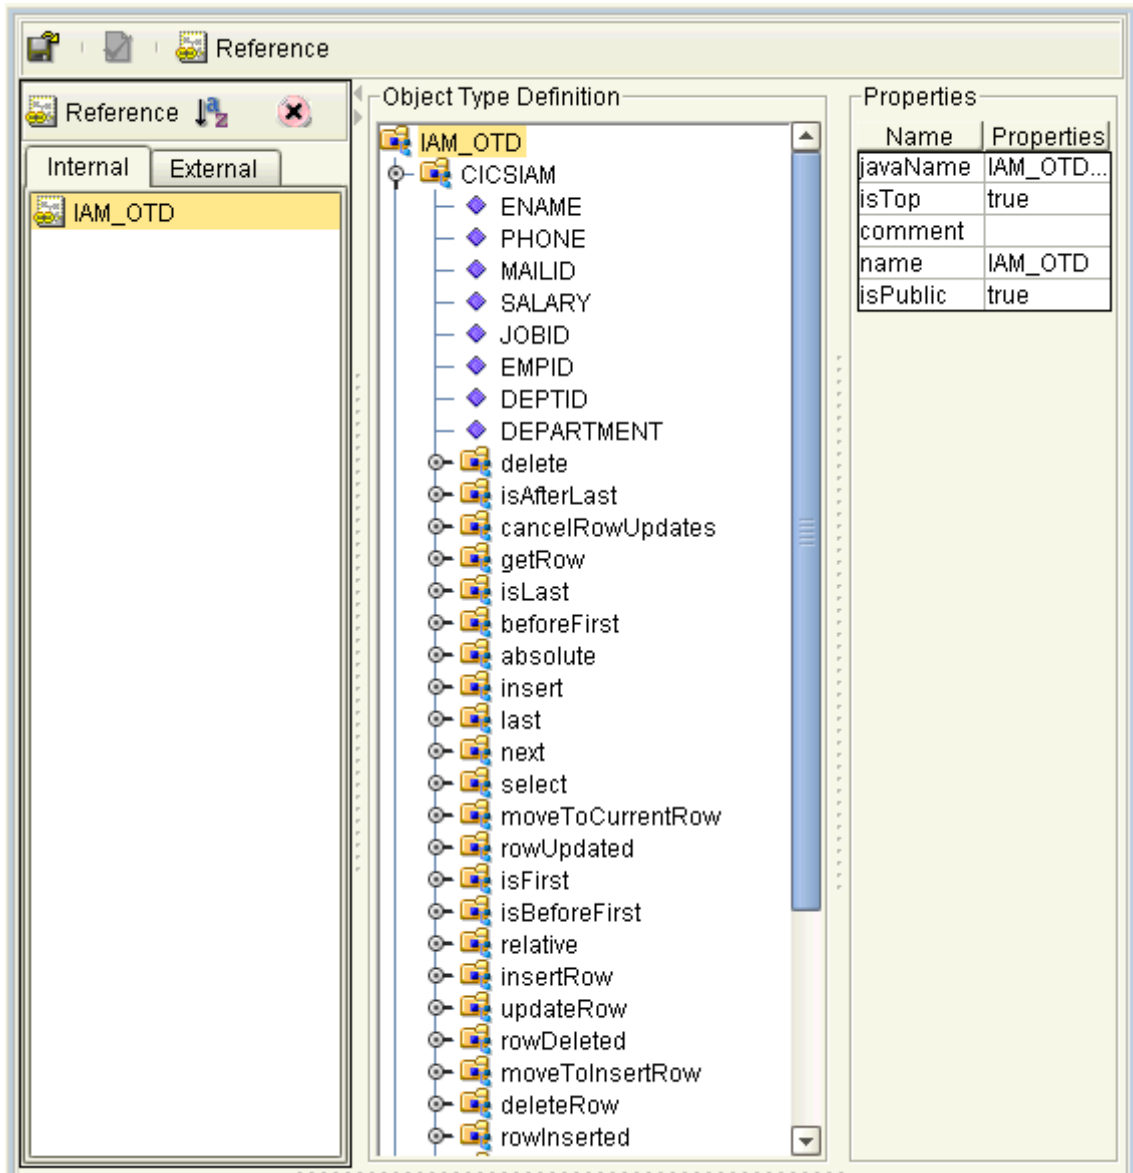 Reference
Reference
Internal External
IAM_OTD
Object Type Definition
IAM_OTD
CICSIAM
ENAME
PHONE
MAILID
SALARY
JOBID
EMPID
DEPTID
DEPARTMENT
delete
isAfterLast
cancelRowUpdates
getRow
isLast
beforeFirst
absolute
insert
last
next
select
moveToCurrentRow
rowUpdated
isFirst
isBeforeFirst
relative
insertRow
updateRow
rowDeleted
moveToInsertRow
deleteRow
rowInserted
Properties
Name Properties
javaName IAM_OTD...
isTop true
comment
name IAM_OTD
isPublic true